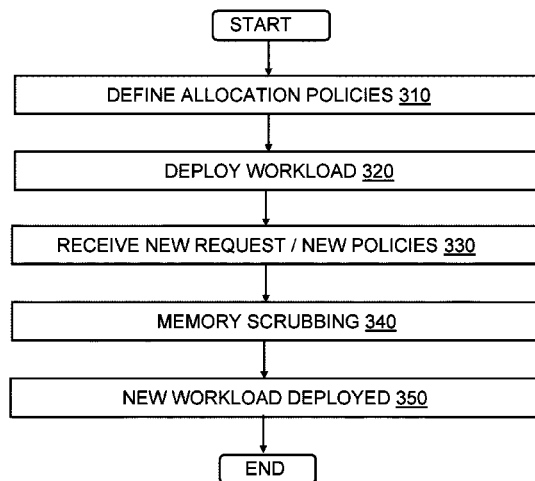 START
DEFINE ALLOCATION POLICIES 310
DEPLOY WORKLOAD 320
RECEIVE NEW REQUEST / NEW POLICIES 330
MEMORY SCRUBBING 340
NEW WORKLOAD DEPLOYED 350
END